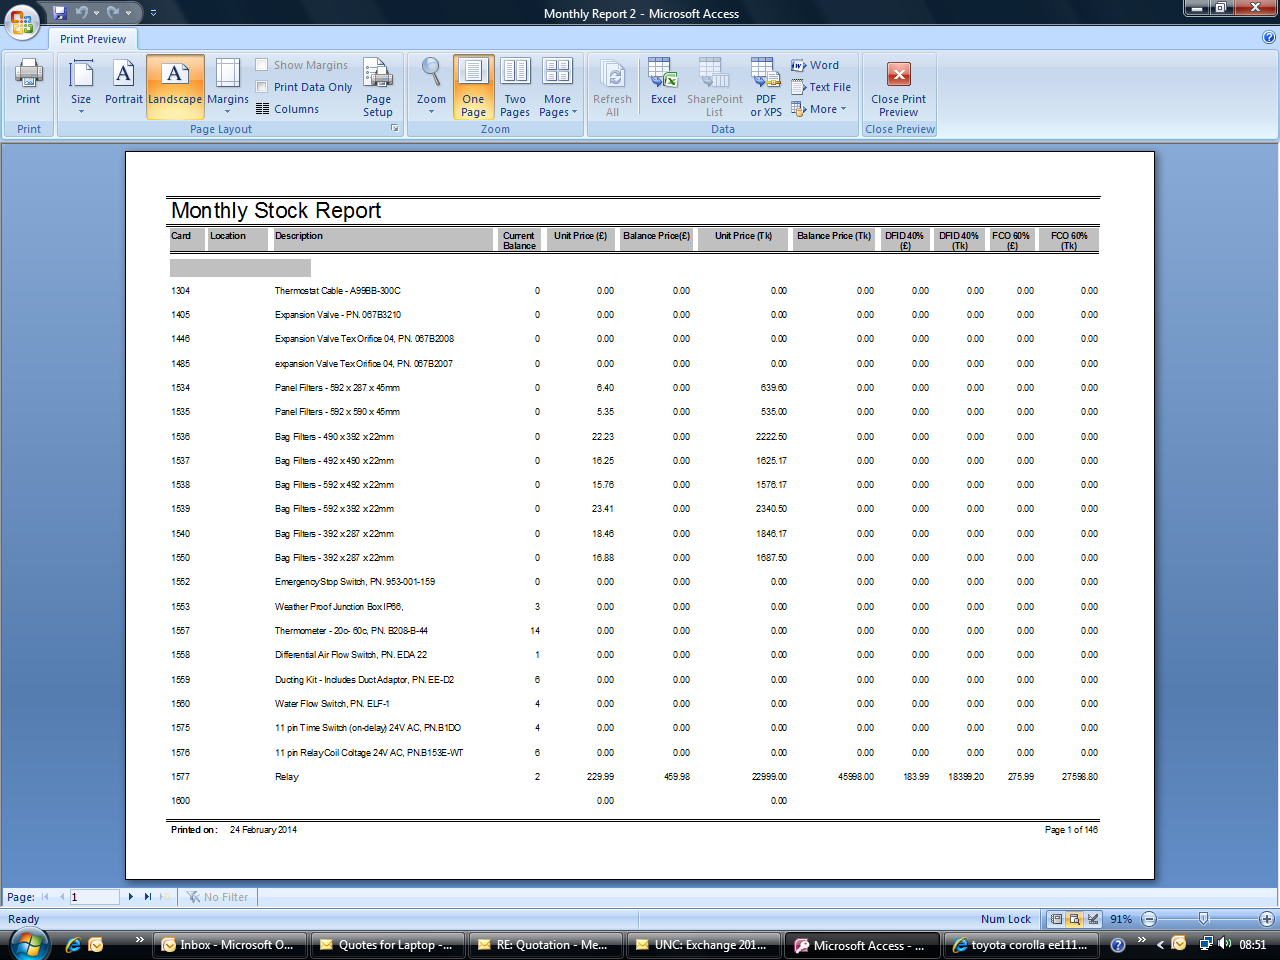 Monthly Report 2 - Microsoft Access
Print Preview
Print
Size
Portrait
Landscape
Margins
Show Margins
Print Data Only
Columns
Page Setup
Zoom
One Page
Two Pages
More Pages
Refresh All
Excel
SharePoint List
PDF or XPS
Word
Text File
More
Close Print Preview
Print
Page Layout
Zoom
Data
Close Preview
Monthly Stock Report
Card Location Description Current Balance Unit Price (£) Balance Price(£) Unit Price (Tk) Balance Price (Tk) DFID 40% (£) DFID 40% (Tk) FCO 60% (£) FCO 60% (Tk)
1304 Thermostat Cable - A99BB-300C 0 0.00 0.00 0.00 0.00 0.00 0.00 0.00 0.00
1405 Expansion Valve - PN. 067B3210 0 0.00 0.00 0.00 0.00 0.00 0.00 0.00 0.00
1446 Expansion Valve Tex Orifice 04, PN. 067B2008 0 0.00 0.00 0.00 0.00 0.00 0.00 0.00 0.00
1485 expansion Valve Tex Orifice 04, PN. 067B2007 0 0.00 0.00 0.00 0.00 0.00 0.00 0.00 0.00
1534 Panel Filters - 592 x 287 x 45mm 0 6.40 0.00 639.60 0.00 0.00 0.00 0.00 0.00
1535 Panel Filters - 592 x 590 x 45mm 0 5.35 0.00 535.00 0.00 0.00 0.00 0.00 0.00
1536 Bag Filters - 490 x 392 x 22mm 0 22.23 0.00 2222.50 0.00 0.00 0.00 0.00 0.00
1537 Bag Filters - 492 x 490 x 22mm 0 16.25 0.00 1625.17 0.00 0.00 0.00 0.00 0.00
1538 Bag Filters - 592 x 492 x 22mm 0 15.76 0.00 1576.17 0.00 0.00 0.00 0.00 0.00
1539 Bag Filters - 592 x 392 x 22mm 0 23.41 0.00 2340.50 0.00 0.00 0.00 0.00 0.00
1540 Bag Filters - 392 x 287 x 22mm 0 18.46 0.00 1846.17 0.00 0.00 0.00 0.00 0.00
1550 Bag Filters - 392 x 287 x 22mm 0 16.88 0.00 1687.50 0.00 0.00 0.00 0.00 0.00
1552 Emergency Stop Switch, PN. 953-001-159 0 0.00 0.00 0.00 0.00 0.00 0.00 0.00 0.00
1553 Weather Proof Junction Box IP66, 3 0.00 0.00 0.00 0.00 0.00 0.00 0.00 0.00
1557 Thermometer - 20c- 60c, PN. B208-B-44 14 0.00 0.00 0.00 0.00 0.00 0.00 0.00 0.00
1558 Differential Air Flow Switch, PN. EDA 22 1 0.00 0.00 0.00 0.00 0.00 0.00 0.00 0.00
1559 Ducting Kit - Includes Duct Adaptor, PN. EE-D2 6 0.00 0.00 0.00 0.00 0.00 0.00 0.00 0.00
1560 Water Flow Switch, PN. ELF-1 4 0.00 0.00 0.00 0.00 0.00 0.00 0.00 0.00
1575 11 pin Time Switch (on-delay) 24V AC, PN.B1DO 4 0.00 0.00 0.00 0.00 0.00 0.00 0.00 0.00
1576 11 pin Relay Coil Coltage 24V AC, PN.B153E-WT 6 0.00 0.00 0.00 0.00 0.00 0.00 0.00 0.00
1577 Relay 2 229.99 459.98 22999.00 45998.00 183.99 18399.20 275.99 27598.80
1600 0.00 0.00
Printed on: 24 February 2014 Page 1 of 146
Page: 1 No Filter
Ready Num Lock 91%
Inbox - Microsoft O... Quotes for Laptop -... RE: Quotation - Me... UNC: Exchange 201... Microsoft Access - ... toyota corolla ee111... 08:51